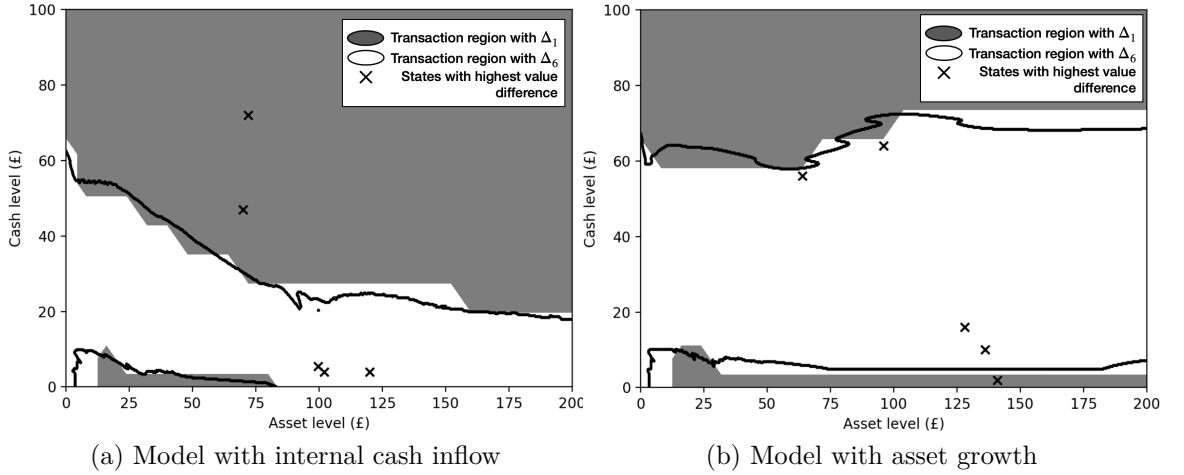 100
80
60
40
20
0
Cash level (£)
Transaction region with Δ₁
Transaction region with Δ₆
States with highest value
difference
0 25 50 75 100 125 150 175 200
Asset level (£)
(a) Model with internal cash inflow
100
80
60
40
20
0
Cash level (£)
Transaction region with Δ₁
Transaction region with Δ₆
States with highest value
difference
0 25 50 75 100 125 150 175 200
Asset level (£)
(b) Model with asset growth